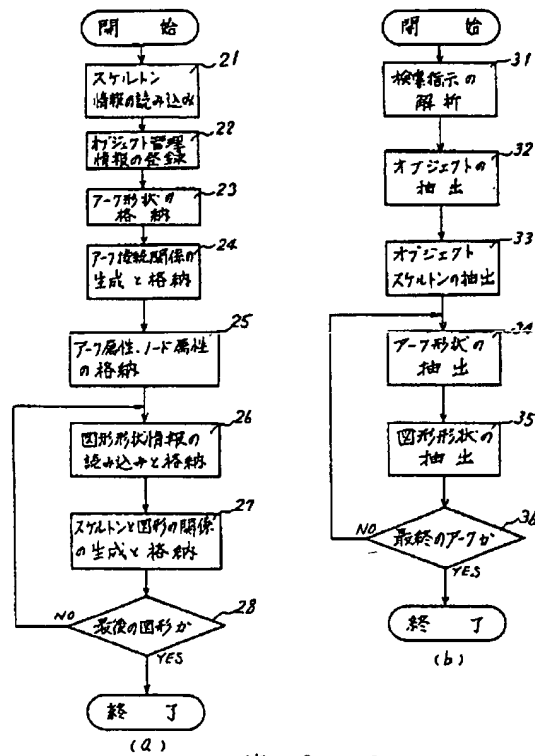 開 始
21
スケルトン
情報の読み込み
22
オブジェクト管理
情報の登録
23
アーク形状の
格納
24
アーク接続関係の
生成と格納
25
アーク属性、ノード属性
の格納
26
図形形状情報の
読み込みと格納
27
スケルトンと図形の関係
の生成と格納
28
最後の図形か
NO
YES
終 了
(a)
開 始
31
検索指示の
解析
32
オブジェクトの
抽出
33
オブジェクト
スケルトンの抽出
34
アーク形状の
抽出
35
図形形状の
抽出
36
最終のアークか
NO
YES
終 了
(b)